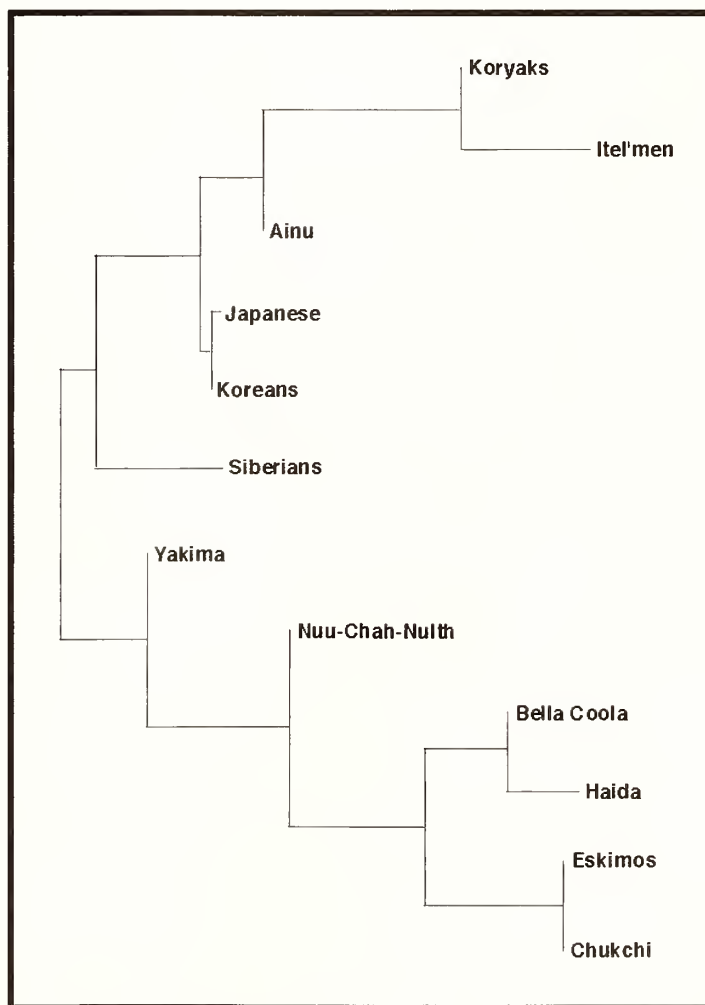 Koryaks
Itel'men
Ainu
Japanese
Koreans
Siberians
Yakima
Nuu-Chah-Nulth
Bella Coola
Haida
Eskimos
Chukchi